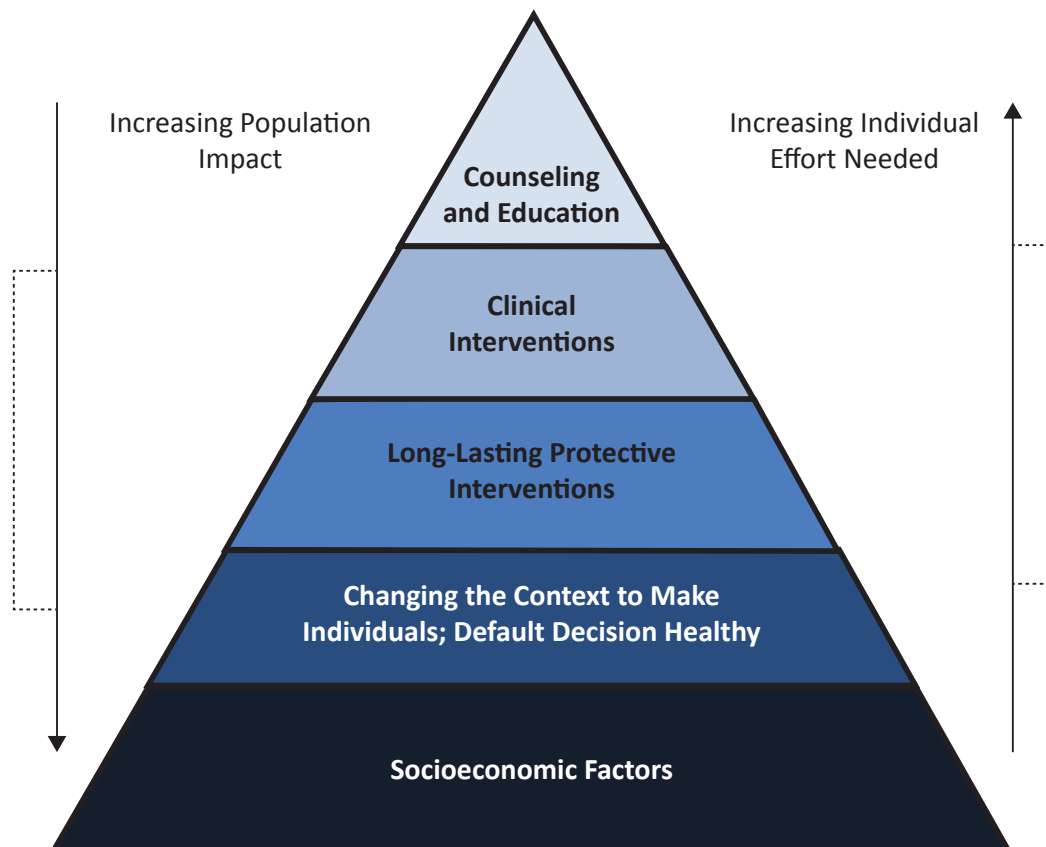 Increasing Population
Impact
Increasing Individual
Effort Needed
Counseling
and Education
Clinical
Interventions
Long-Lasting Protective
Interventions
Changing the Context to Make
Individuals; Default Decision Healthy
Socioeconomic Factors